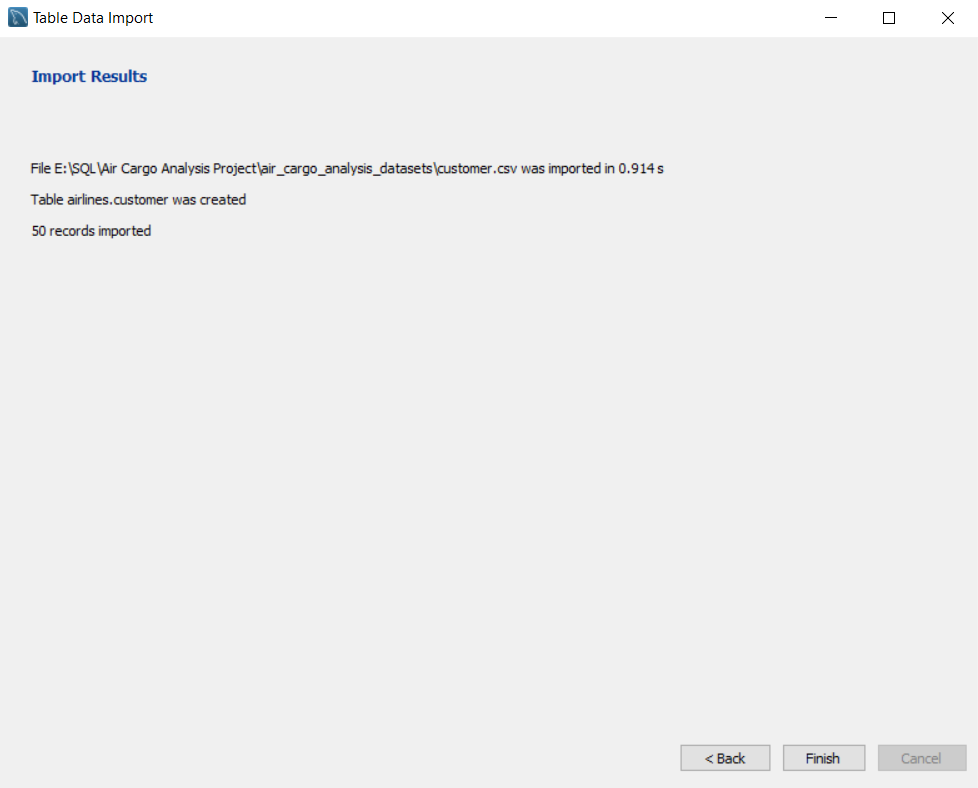 Table Data Import
Import Results
File E:\SQL\Air Cargo Analysis Project\air_cargo_analysis_datasets\customer.csv was imported in 0.914 s
Table airlines.customer was created
50 records imported
< Back
Finish
Cancel